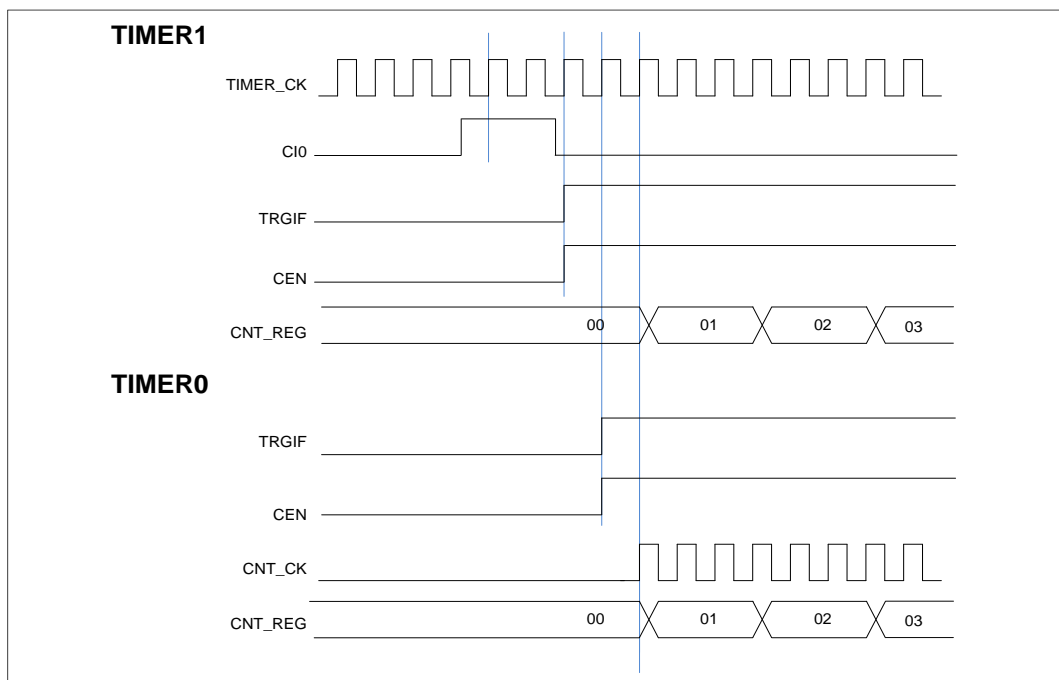 TIMER1
TIMER_CK
CI0
TRGIF
CEN
CNT_REG 00 01 02 03
TIMER0
TRGIF
CEN
CNT_CK
CNT_REG 00 01 02 03